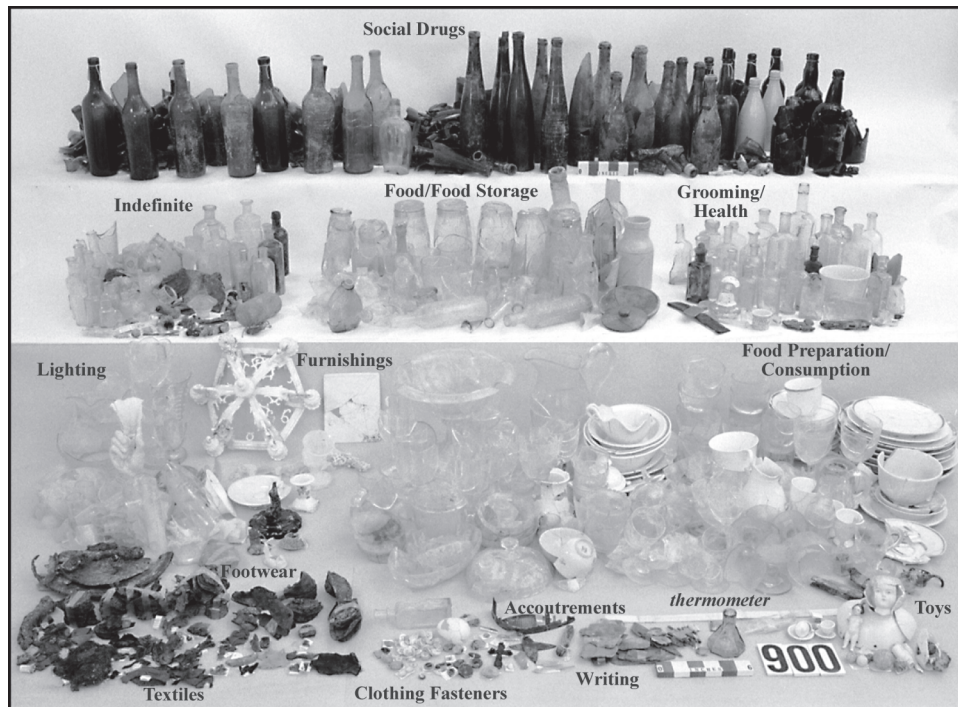 Social Drugs
Indefinite
Food/Food Storage
Grooming/
Health
Lighting
Furnishings
Food Preparation/
Consumption
Footwear
Accoutrements
thermometer
Toys
900
Textiles
Clothing Fasteners
Writing